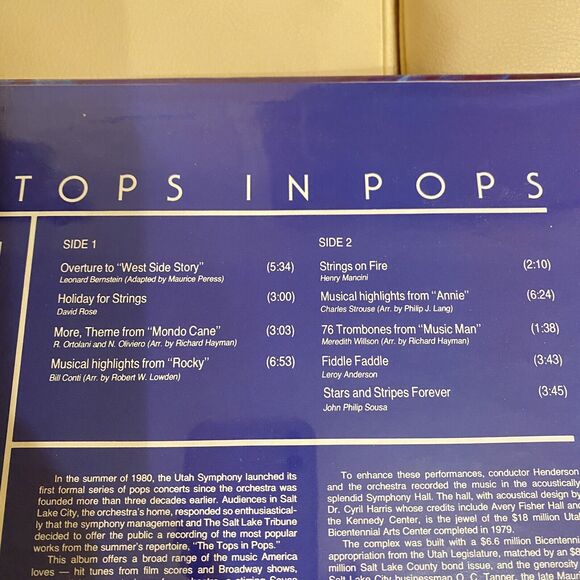 TOPS IN POPS
SIDE 1
Overture to "West Side Story" (5:34)
Leonard Bernstein (Adapted by Maurice Peress)
Holiday for Strings (3:00)
David Rose
More, Theme from "Mondo Cane" (3:03)
R. Ortolani and N. Oliviero (Arr. by Richard Hayman)
Musical highlights from "Rocky" (6:53)
Bill Conti (Arr. by Robert W. Lowden)
SIDE 2
Strings on Fire (2:10)
Henry Mancini
Musical highlights from "Annie" (6:24)
Charles Strouse (Arr. by Philip J. Lang)
76 Trombones from "Music Man" (1:38)
Meredith Willson (Arr. by Richard Hayman)
Fiddle Faddle (3:43)
Leroy Anderson
Stars and Stripes Forever (3:45)
John Philip Sousa
In the summer of 1980, the Utah Symphony launched its
first formal series of pops concerts since the orchestra was
founded more than three decades earlier. Audiences in Salt
Lake City, the orchestra's home, responded so enthusiastical-
ly that the symphony management and The Salt Lake Tribune
decided to offer the public a recording of the most popular
works from the summer's repertoire, "The Tops in Pops."
This album offers a broad range of the music America
loves — hit tunes from film scores and Broadway shows,
To enhance these performances, conductor Henderson
and the orchestra recorded the music in the acoustically
splendid Symphony Hall. The hall, with acoustical design by
Dr. Cyril Harris whose credits include Avery Fisher Hall and
the Kennedy Center, is the jewel of the $18 million Utah
Bicentennial Arts Center completed in 1979.
The complex was built with a $6.6 million Bicentenni
appropriation from the Utah Legislature, matched by an $8
million Salt Lake County bond issue, and the generosity
Salt Lake City businessman O. C. Tanner, the late Mary